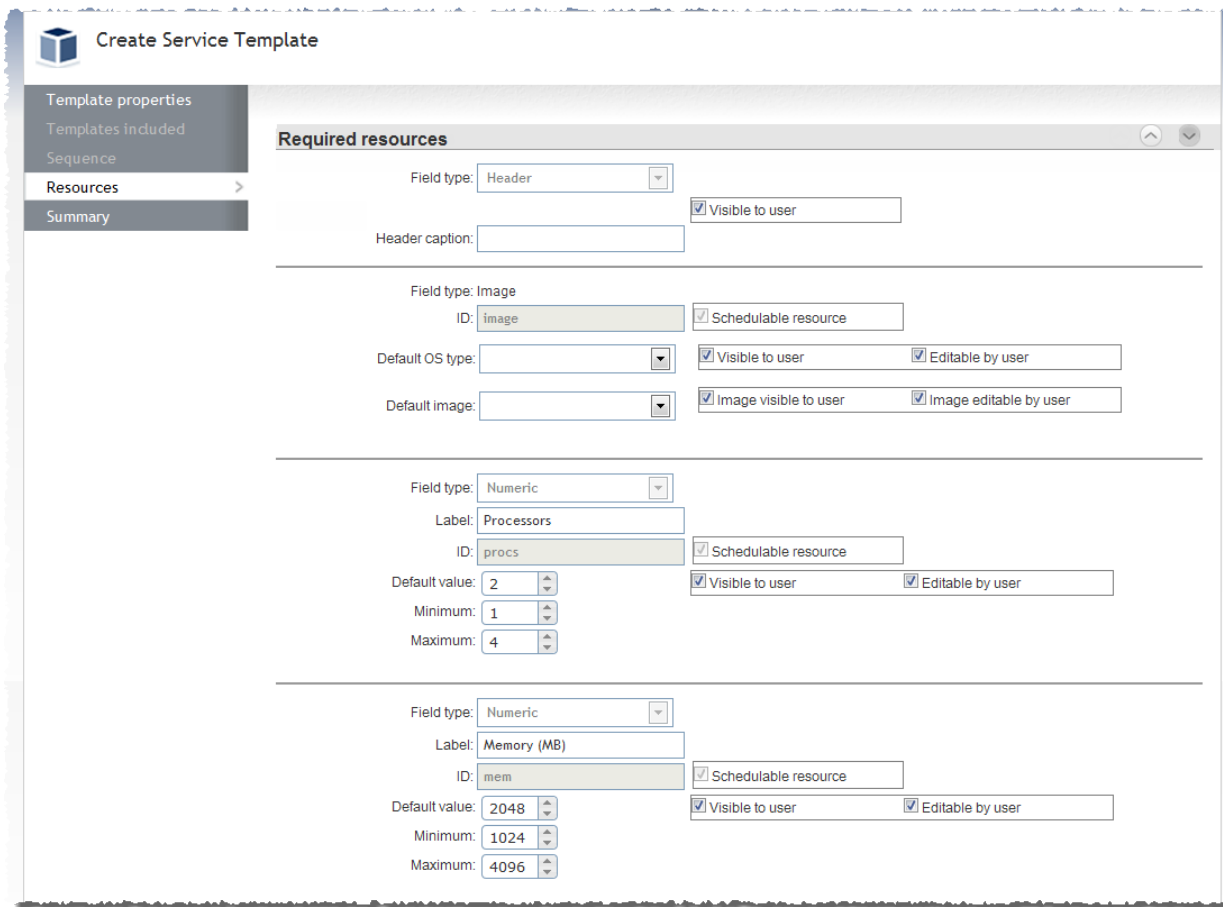 Create Service Template
Template properties
Templates included
Sequence
Resources
Summary
Required resources
Field type: Header
Visible to user
Header caption:
Field type: Image
ID: image Schedulable resource
Default OS type: Visible to user Editable by user
Default image: Image visible to user Image editable by user
Field type: Numeric
Label: Processors
ID: procs Schedulable resource
Default value: 2 Visible to user Editable by user
Minimum: 1
Maximum: 4
Field type: Numeric
Label: Memory (MB)
ID: mem Schedulable resource
Default value: 2048 Visible to user Editable by user
Minimum: 1024
Maximum: 4096